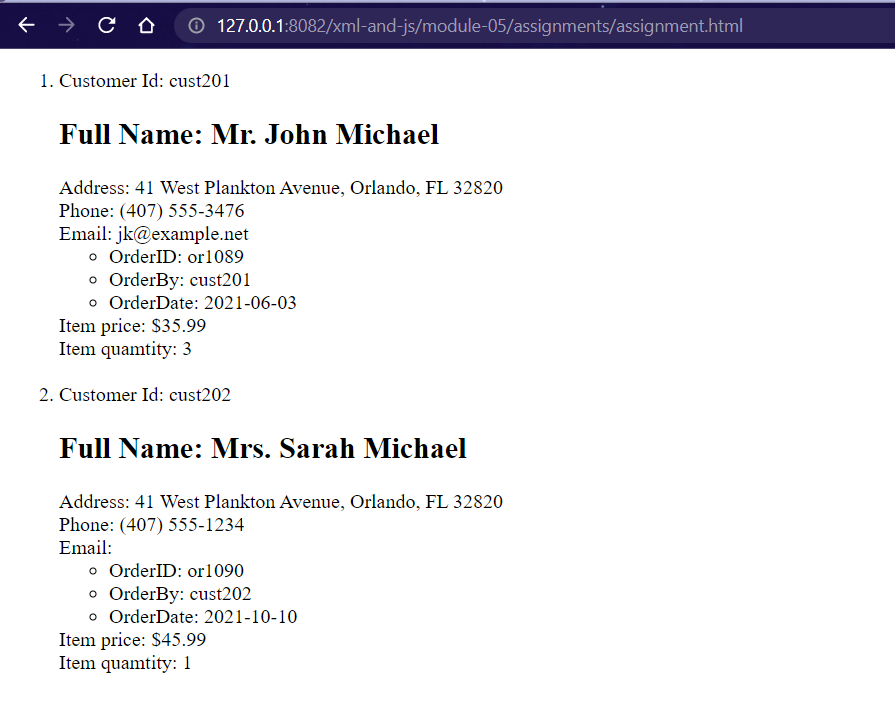 127.0.0.1:8082/xml-and-js/module-05/assignments/assignment.html
1. Customer Id: cust201
Full Name: Mr. John Michael
Address: 41 West Plankton Avenue, Orlando, FL 32820
Phone: (407) 555-3476
Email: jk@example.net
OrderID: or1089
OrderBy: cust201
OrderDate: 2021-06-03
Item price: $35.99
Item quamtity: 3
2. Customer Id: cust202
Full Name: Mrs. Sarah Michael
Address: 41 West Plankton Avenue, Orlando, FL 32820
Phone: (407) 555-1234
Email:
OrderID: or1090
OrderBy: cust202
OrderDate: 2021-10-10
Item price: $45.99
Item quamtity: 1